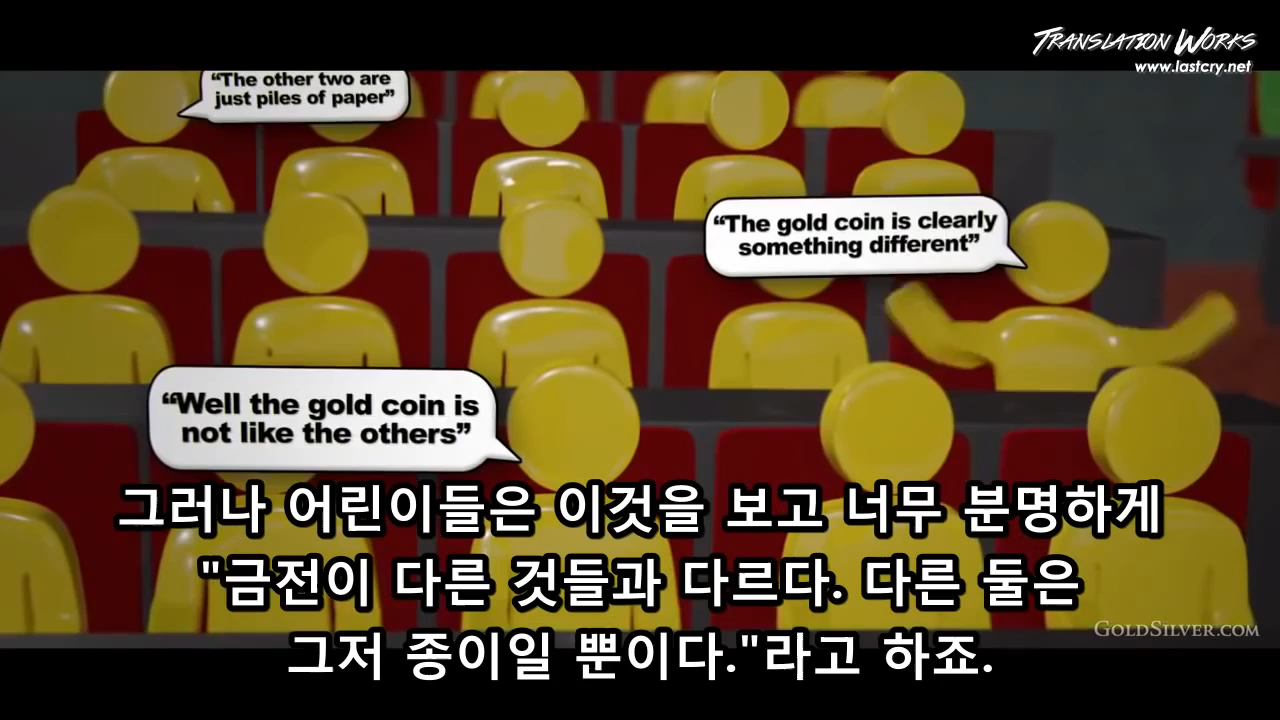 TRANSLATION WORKS
www.lastcry.net
“The other two are
just piles of paper”
“The gold coin is clearly
something different”
“Well the gold coin is
not like the others”
그러나 어린이들은 이것을 보고 너무 분명하게
"금전이 다른 것들과 다르다. 다른 둘은
그저 종이일 뿐이다."라고 하죠.
GOLDSILVER.COM